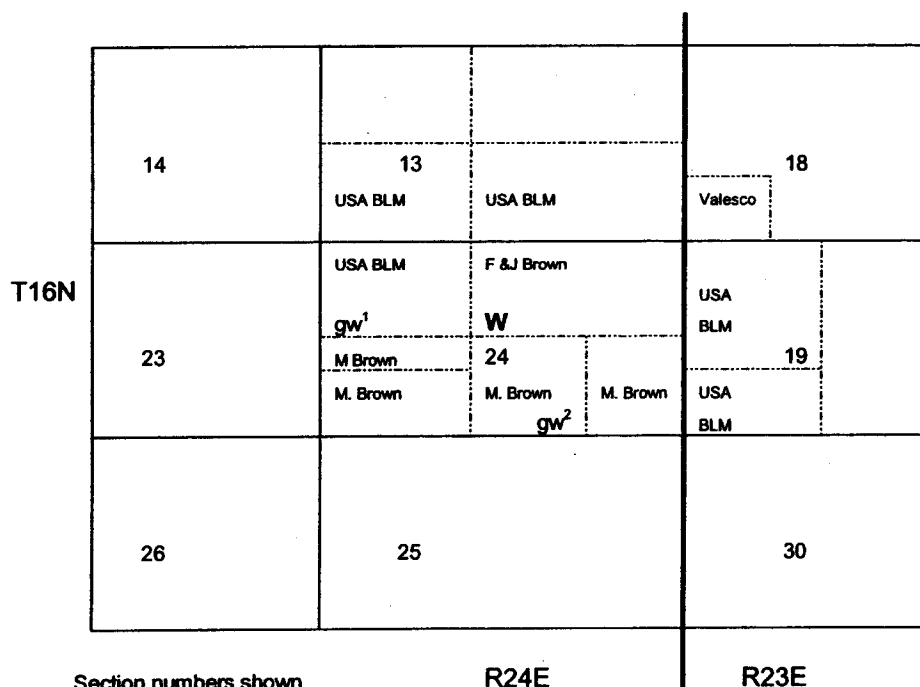 14
13
18
USA BLM
USA BLM
Valesco
T16N
USA BLM
F &J Brown
USA
BLM
gw¹
W
23
M Brown
24
19
M. Brown
M. Brown
M. Brown
USA
BLM
gw²
26
25
30
Section numbers shown
R24E
R23E